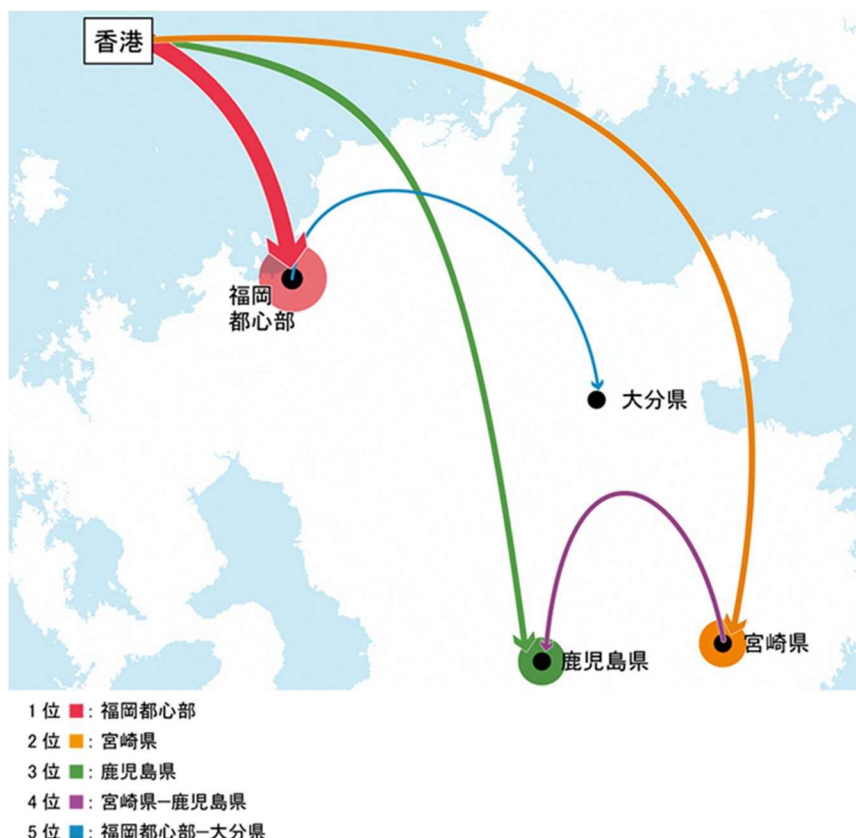 香港
福岡
都心部
大分県
鹿児島県
宮崎県
1位 ■：福岡都心部
2位 ■：宮崎県
3位 ■：鹿児島県
4位 ■：宮崎県−鹿児島県
5位 ■：福岡都心部−大分県